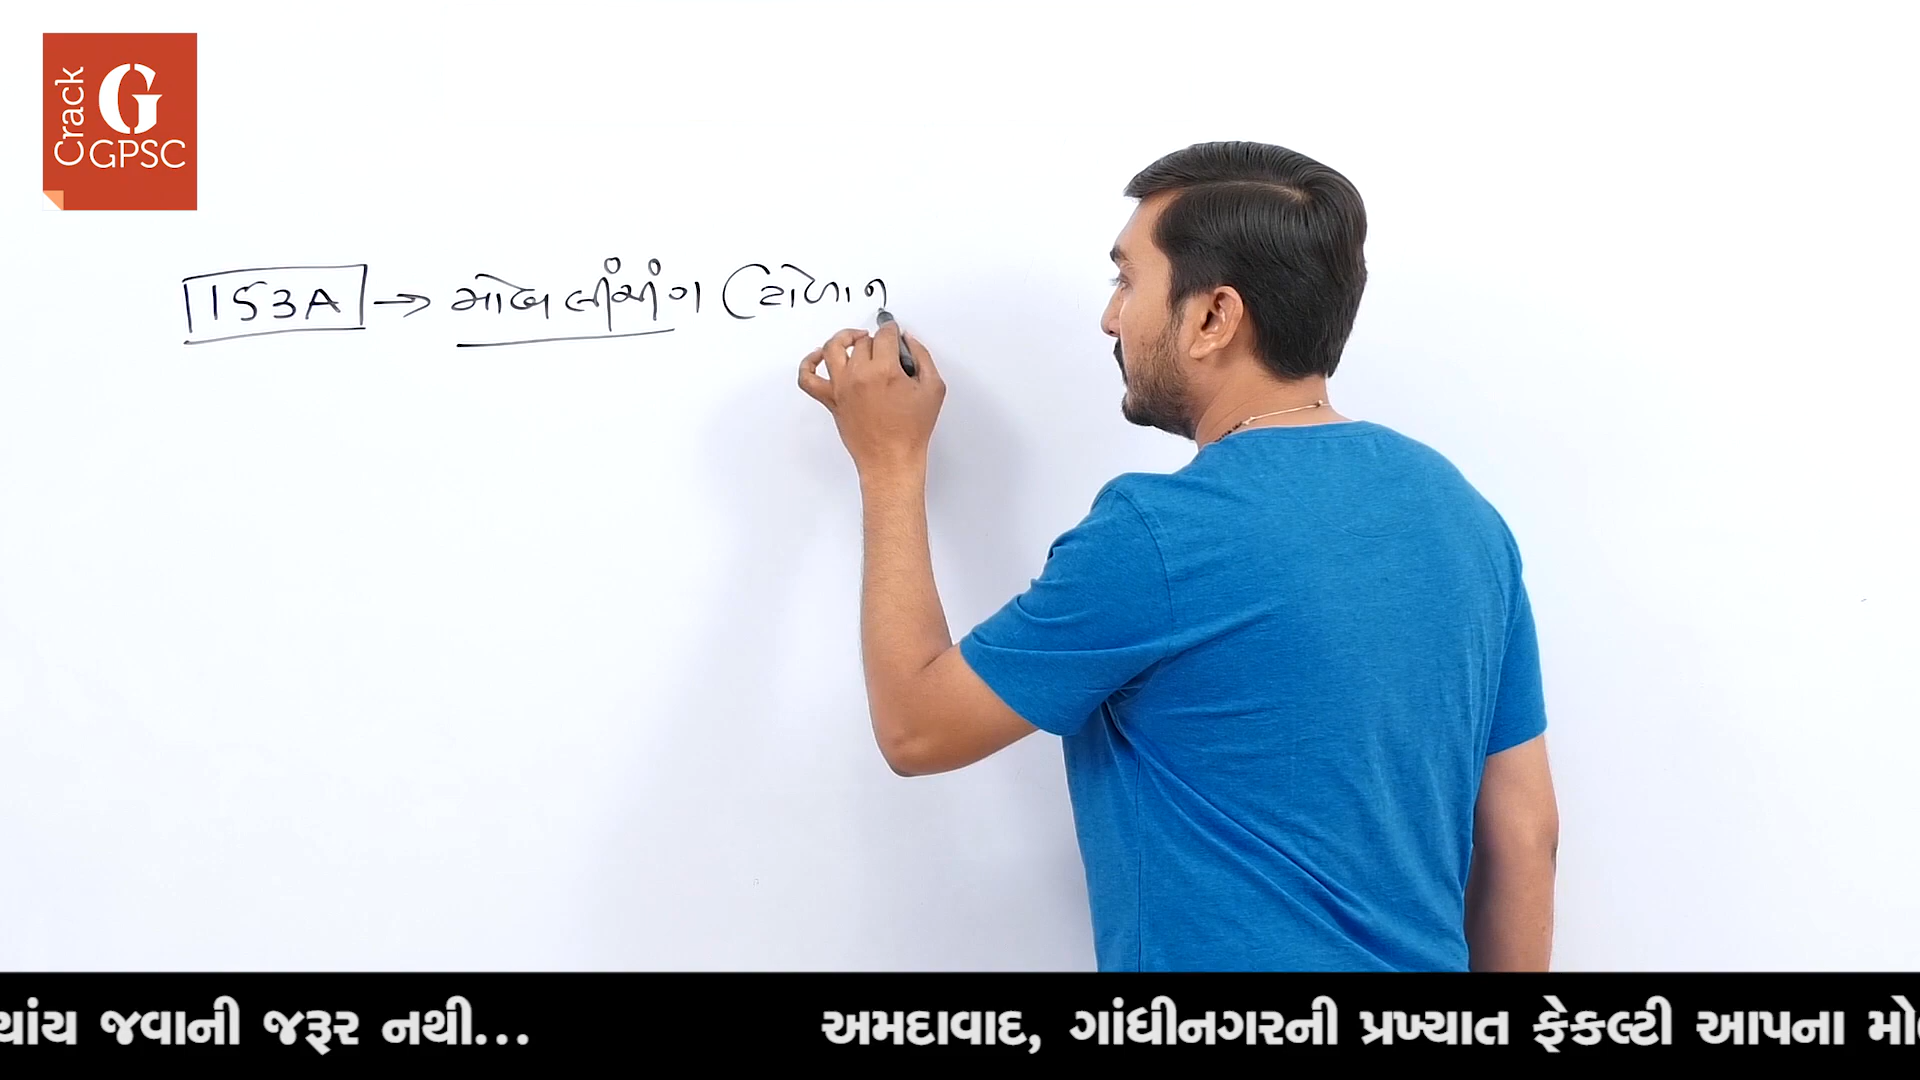 Crack
G
GPSC
153A → મોબ લીંચીંગ (ટોળાન
જવાની જરૂર નથી... અમદાવાદ, ગાંધીનગરની પ્રખ્યાત ફેકલ્ટી આપના